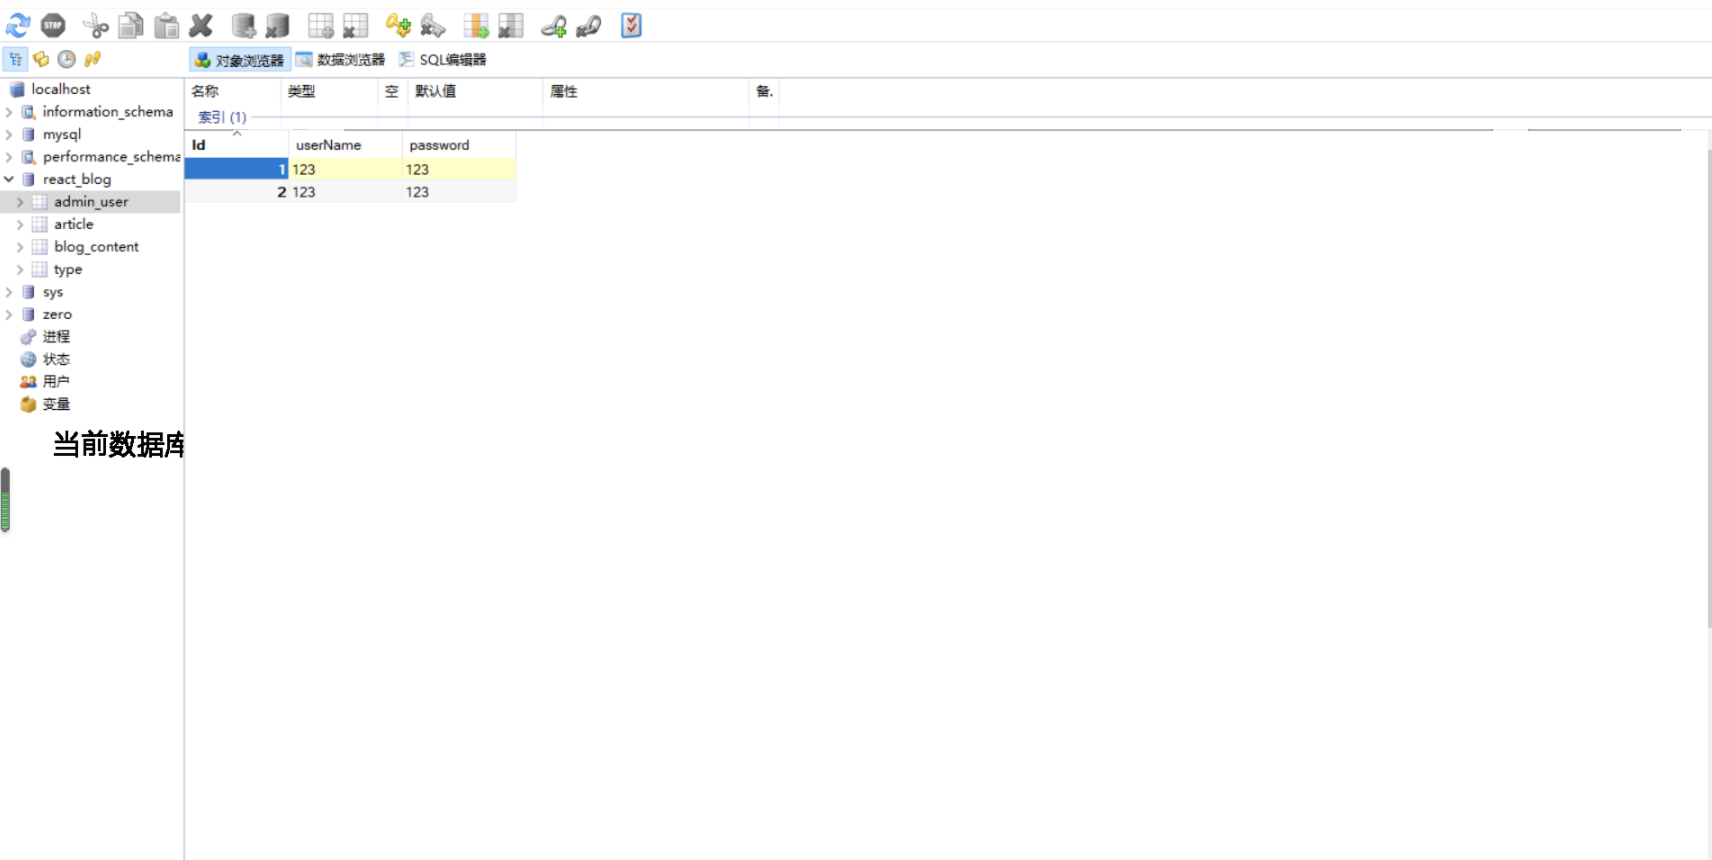 STOP
对象浏览器 数据浏览器 SQL编辑器
localhost
information_schema
mysql
performance_schema
react_blog
admin_user
article
blog_content
type
sys
zero
进程
状态
用户
变量
当前数据库
名称 类型 空 默认值 属性 备.
索引 (1)
Id userName password
1 123 123
2 123 123